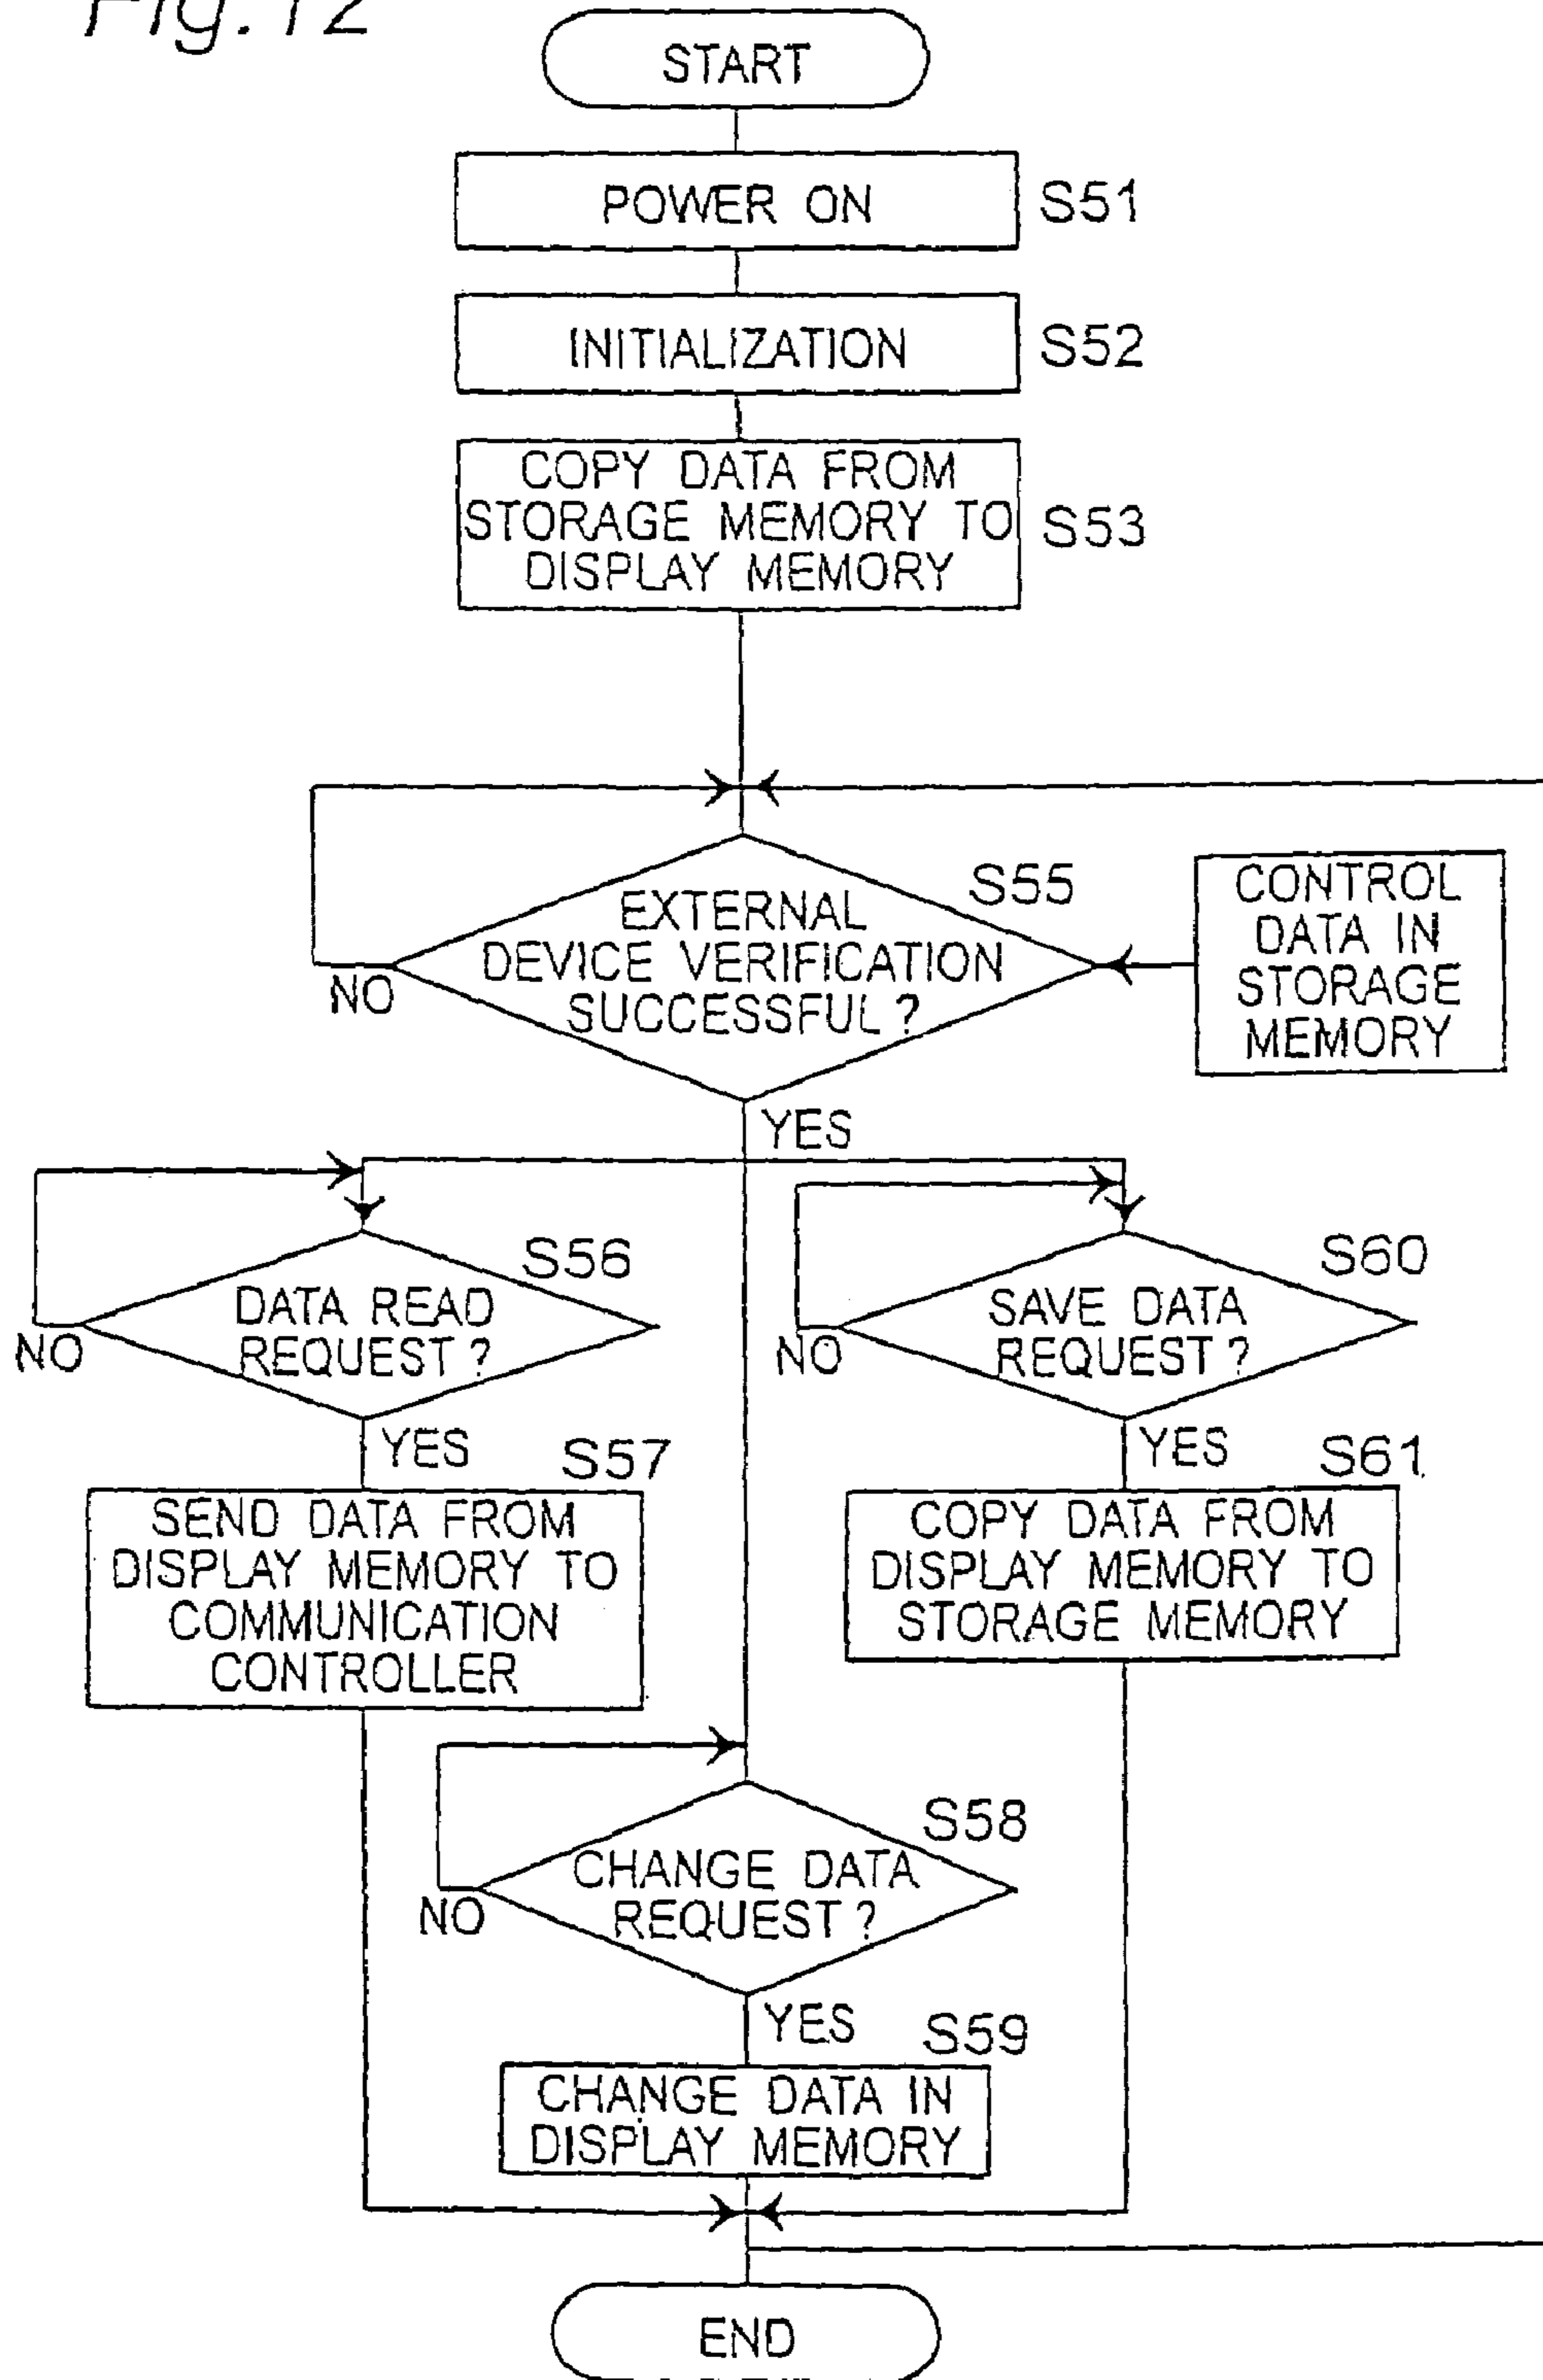 Fig.12
START
POWER ON
S51
INITIALIZATION
S52
COPY DATA FROM
STORAGE MEMORY TO
DISPLAY MEMORY
S53
S55
EXTERNAL
DEVICE VERIFICATION
SUCCESSFUL?
NO
CONTROL
DATA IN
STORAGE
MEMORY
YES
S56
DATA READ
REQUEST?
NO
S60
SAVE DATA
REQUEST?
NO
YES
S57
SEND DATA FROM
DISPLAY MEMORY TO
COMMUNICATION
CONTROLLER
YES
S61
COPY DATA FROM
DISPLAY MEMORY TO
STORAGE MEMORY
S58
CHANGE DATA
REQUEST?
NO
YES
S59
CHANGE DATA IN
DISPLAY MEMORY
END